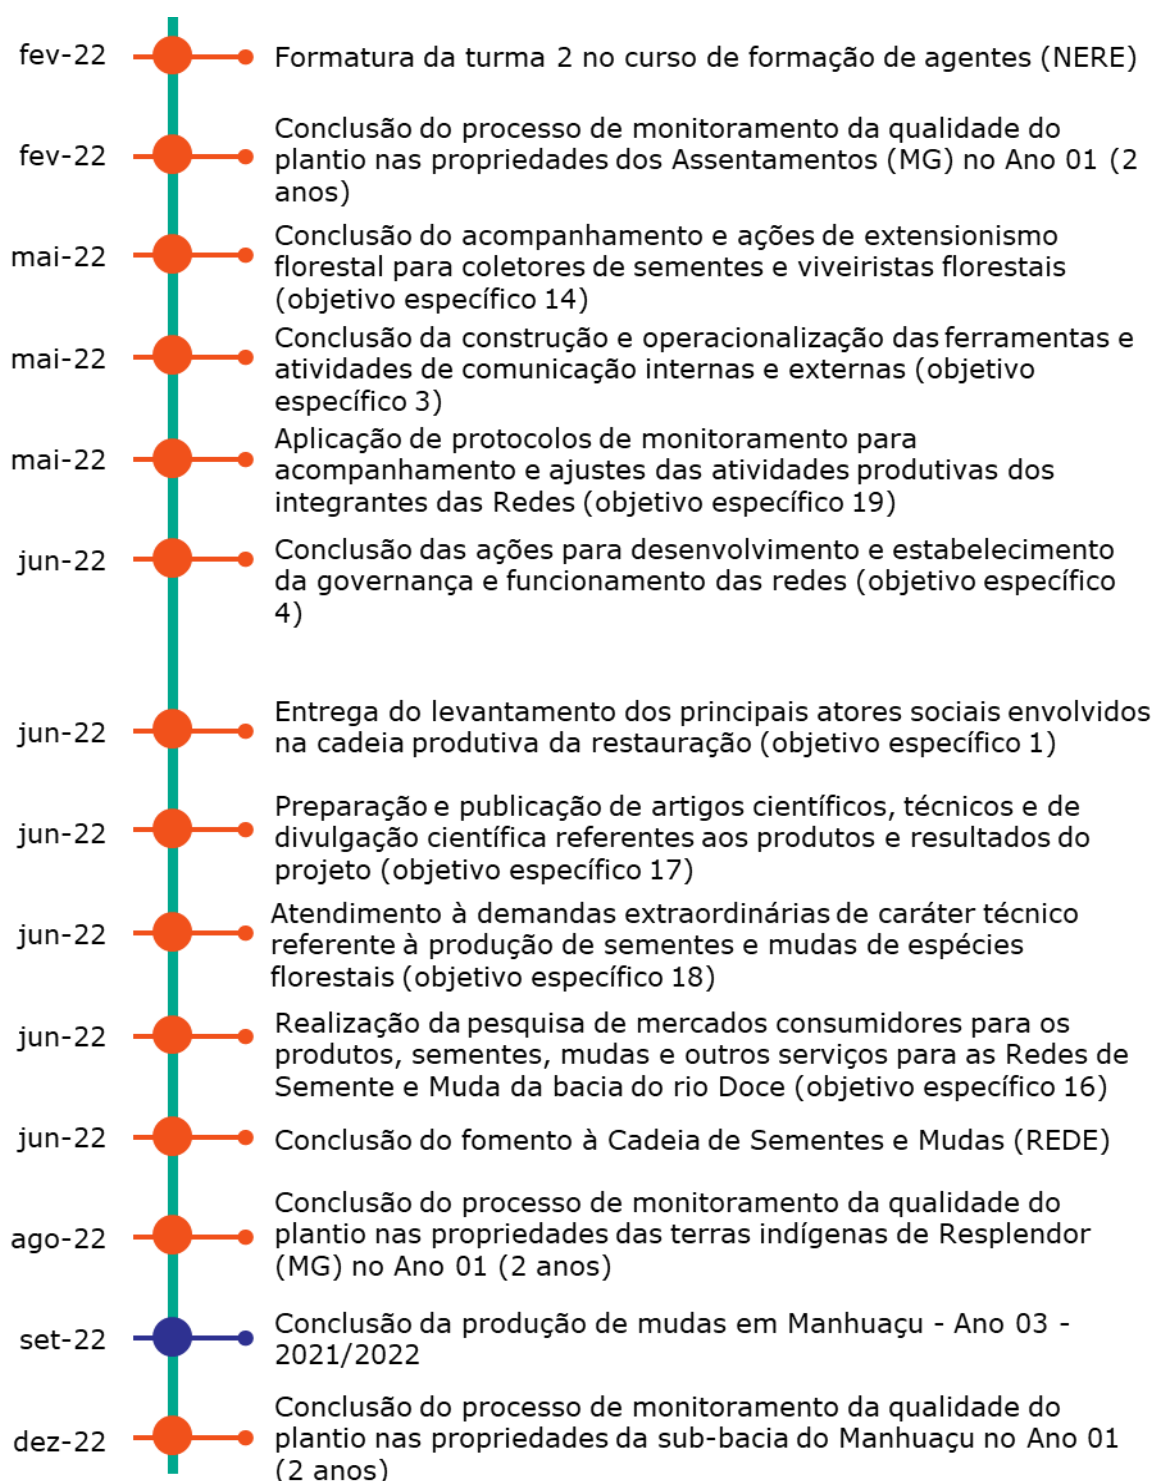 fev-22
Formatura da turma 2 no curso de formação de agentes (NERE)
fev-22
Conclusão do processo de monitoramento da qualidade do
plantio nas propriedades dos Assentamentos (MG) no Ano 01 (2
anos)
mai-22
Conclusão do acompanhamento e ações de extensionismo
florestal para coletores de sementes e viveiristas florestais
(objetivo específico 14)
mai-22
Conclusão da construção e operacionalização das ferramentas e
atividades de comunicação internas e externas (objetivo
específico 3)
mai-22
Aplicação de protocolos de monitoramento para
acompanhamento e ajustes das atividades produtivas dos
integrantes das Redes (objetivo específico 19)
jun-22
Conclusão das ações para desenvolvimento e estabelecimento
da governança e funcionamento das redes (objetivo específico
4)
jun-22
Entrega do levantamento dos principais atores sociais envolvidos
na cadeia produtiva da restauração (objetivo específico 1)
jun-22
Preparação e publicação de artigos científicos, técnicos e de
divulgação científica referentes aos produtos e resultados do
projeto (objetivo específico 17)
jun-22
Atendimento à demandas extraordinárias de caráter técnico
referente à produção de sementes e mudas de espécies
florestais (objetivo específico 18)
jun-22
Realização da pesquisa de mercados consumidores para os
produtos, sementes, mudas e outros serviços para as Redes de
Semente e Muda da bacia do rio Doce (objetivo específico 16)
jun-22
Conclusão do fomento à Cadeia de Sementes e Mudas (REDE)
ago-22
Conclusão do processo de monitoramento da qualidade do
plantio nas propriedades das terras indígenas de Resplendor
(MG) no Ano 01 (2 anos)
set-22
Conclusão da produção de mudas em Manhuaçu - Ano 03 -
2021/2022
dez-22
Conclusão do processo de monitoramento da qualidade do
plantio nas propriedades da sub-bacia do Manhuaçu no Ano 01
(2 anos)